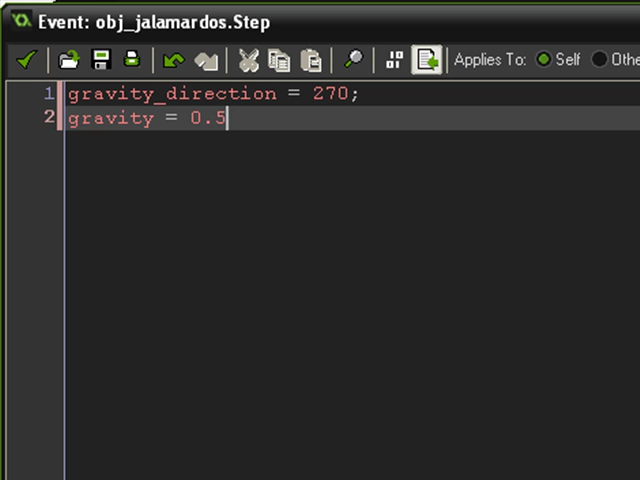 Event: obj_jalamardos.Step
Applies To: Self Othe
1 gravity_direction = 270;
2 gravity = 0.5